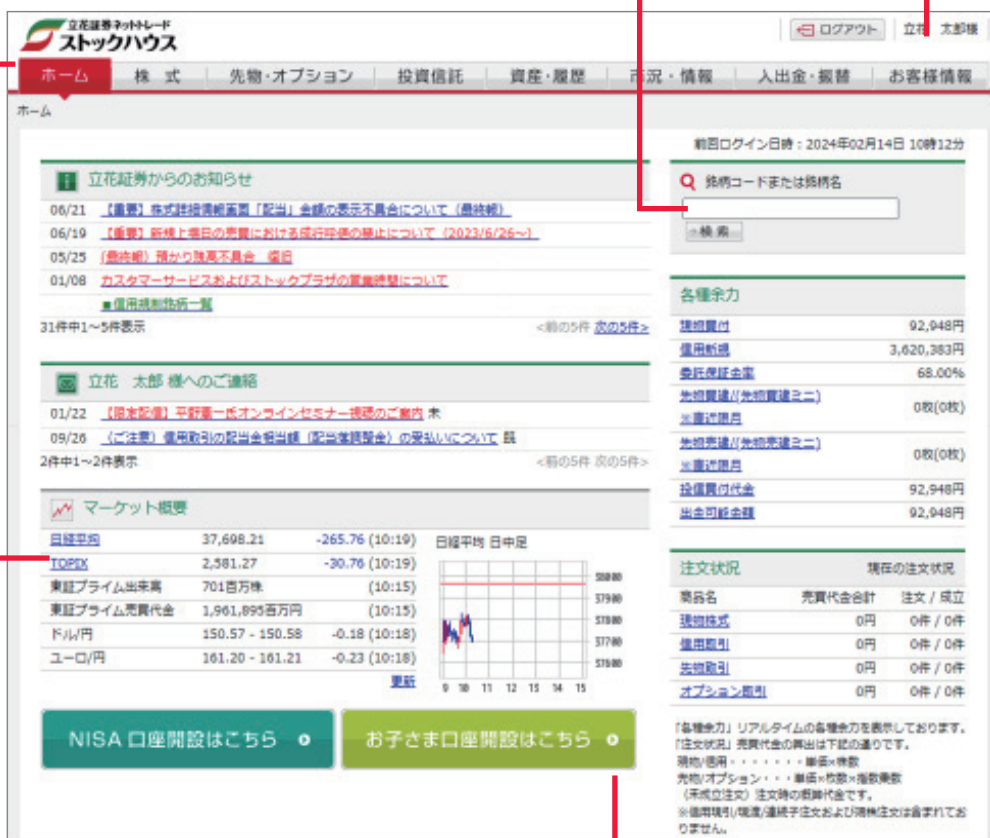 立花証券ネットトレード
ストックハウス
ログアウト 立花 太郎様
ホーム 株 式 先物・オプション 投資信託 資産・履歴 市況・情報 入出金・振替 お客様情報
ホーム
前回ログイン日時：2024年02月14日 10時12分
立花証券からのお知らせ
06/21 【重要】株式詳細情報画面「配当」金額の表示不具合について（最終報）
06/19 【重要】新規上場日の売買における成行呼値の禁止について（2023/6/26～）
05/25 (最終報）預かり残高不具合 復旧
01/08 カスタマーサービスおよびストックプラザの営業時間について
■信用規制銘柄一覧
31件中1～5件表示 <前の5件 次の5件>
立花 太郎 様へのご連絡
01/22 【限定配信】平野憲一氏オンラインセミナー視聴のご案内 未
09/26 （ご注意）信用取引の配当金相当額（配当落調整金）の受払いについて 既
2件中1～2件表示 <前の5件 次の5件>
マーケット概要
日経平均 37,698.21 -265.76 (10:19)
TOPIX 2,581.27 -30.76 (10:19)
東証プライム出来高 701百万株 (10:15)
東証プライム売買代金 1,961,895百万円 (10:15)
ドル/円 150.57 - 150.58 -0.18 (10:18)
ユーロ/円 161.20 - 161.21 -0.23 (10:18)
更新
日経平均 日中足
38000
37900
37800
37700
37600
9 10 11 12 13 14 15
NISA 口座開設はこちら
お子さま口座開設はこちら
銘柄コードまたは銘柄名
検 索
各種余力
現物買付 92,948円
信用新規 3,620,383円
委託保証金率 68.00%
先物買建/(先物買建ミニ) 0枚(0枚)
※直近限月
先物売建/(先物売建ミニ) 0枚(0枚)
※直近限月
投信買付代金 92,948円
出金可能金額 92,948円
注文状況 現在の注文状況
商品名 売買代金合計 注文 / 成立
現物株式 0円 0件 / 0件
信用取引 0円 0件 / 0件
先物取引 0円 0件 / 0件
オプション取引 0円 0件 / 0件
「各種余力」リアルタイムの各種余力を表示しております。
「注文状況」売買代金の算出は下記の通りです。
現物/信用・・・・・・・単価×株数
先物/オプション・・・単価×枚数×指数乗数
（未成立注文）注文時の概算代金です。
※信用現引/現渡/連続子注文および現株注文は含まれてお
りません。